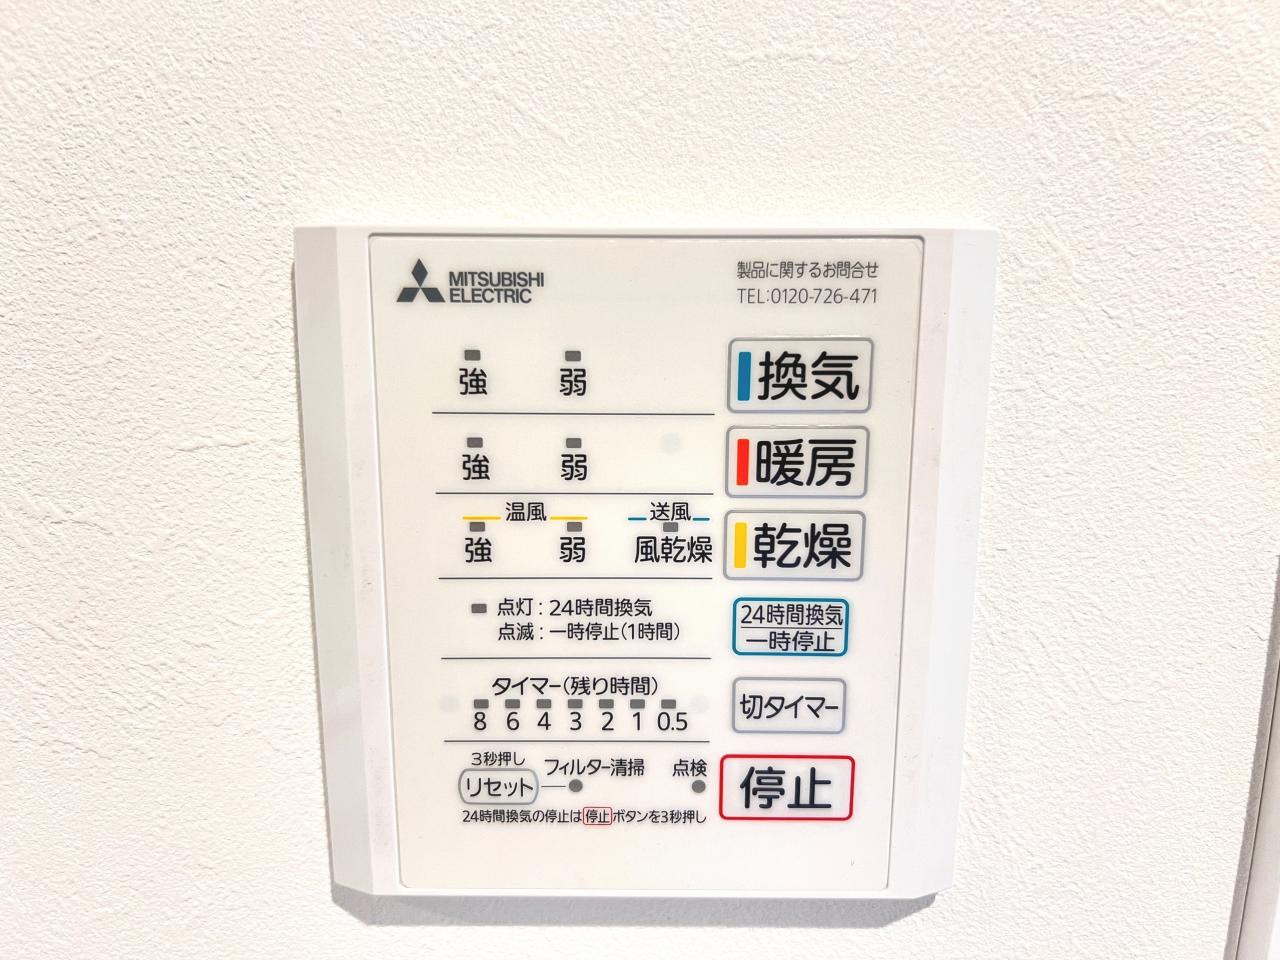 MITSUBISHI
ELECTRIC
製品に関するお問合せ
TEL:0120-726-471
強 弱 換気
強 弱 暖房
温風 送風
強 弱 風乾燥 乾燥
点灯:24時間換気
点滅:一時停止(1時間)
24時間換気
一時停止
タイマー(残り時間)
8 6 4 3 2 1 0.5
切タイマー
3秒押し
リセット フィルター清掃 点検
停止
24時間換気の停止は停止ボタンを3秒押し